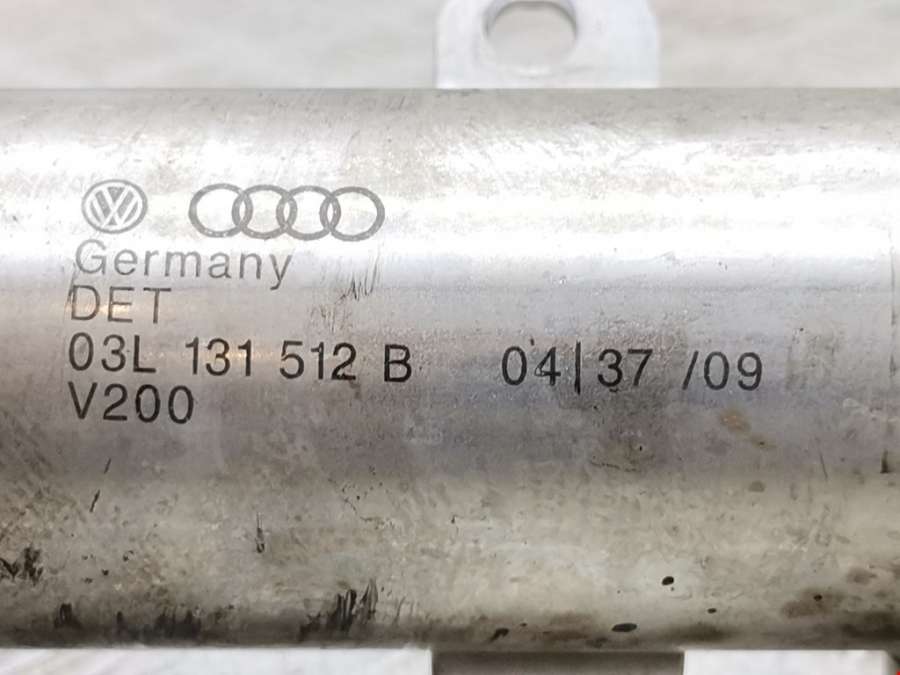 Germany
DET
03L 131 512 B 04|37 /09
V200